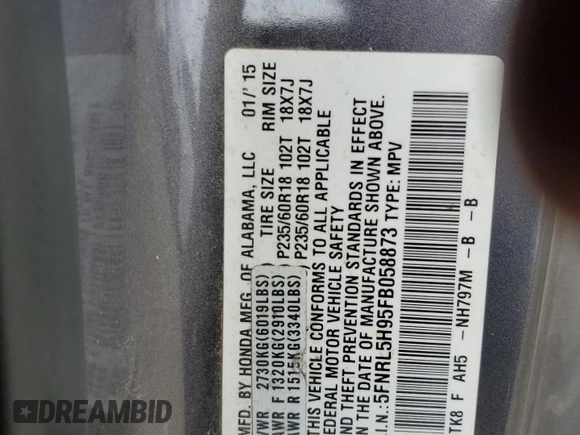 MFD. BY HONDA MFG. OF ALABAMA, LLC 01/'15
VWR 2730KG(6019LBS) TIRE SIZE RIM SIZE
AWR F 1320KG(2910LBS) P235/60R18 102T 18X7J
AWR R 1515KG(3340LBS) P235/60R18 102T 18X7J
THIS VEHICLE CONFORMS TO ALL APPLICABLE
FEDERAL MOTOR VEHICLE SAFETY
AND THEFT PREVENTION STANDARDS IN EFFECT
ON THE DATE OF MANUFACTURE SHOWN ABOVE.
V.I.N.: 5FNRL5H95FB058873 TYPE: MPV
TK8 F AH5 -NH797M -B -B
DREAMBID